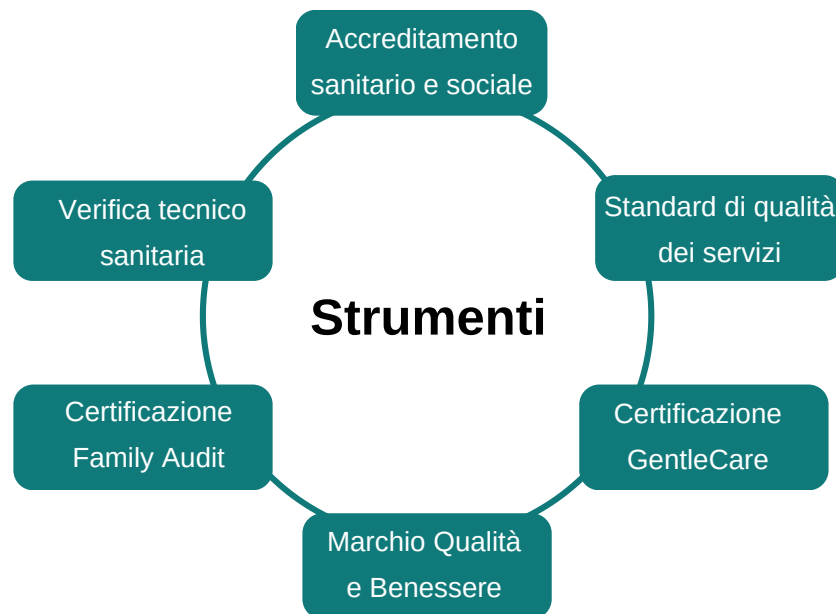 Accreditamento
sanitario e sociale
Verifica tecnico
sanitaria
Standard di qualità
dei servizi
Strumenti
Certificazione
Family Audit
Certificazione
GentleCare
Marchio Qualità
e Benessere